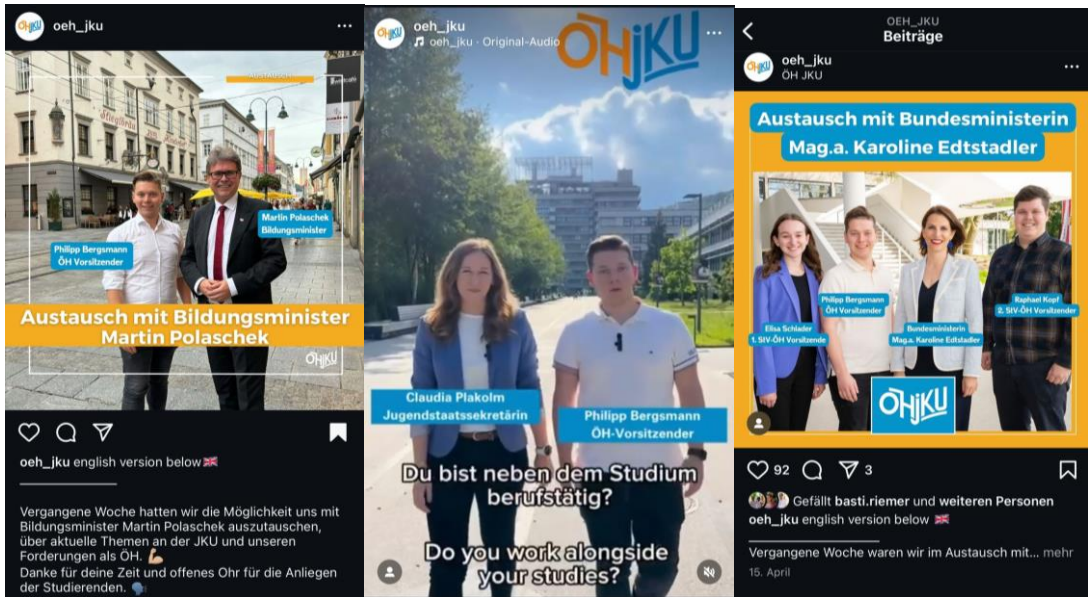 oeh_jku
AUSTAUSCH
Stieglbräu
Philipp Bergsmann
ÖH Vorsitzender
Martin Polaschek
Bildungsminister
Austausch mit Bildungsminister
Martin Polaschek
ÖHJKU
oeh_jku english version below
Vergangene Woche hatten wir die Möglichkeit uns mit
Bildungsminister Martin Polaschek auszutauschen,
über aktuelle Themen an der JKU und unseren
Forderungen als ÖH.
Danke für deine Zeit und offenes Ohr für die Anliegen
der Studierenden.
oeh_jku
oeh_jku · Original-Audio
ÖHJKU
Claudia Plakolm
Jugendstaatssekretärin
Philipp Bergsmann
ÖH-Vorsitzender
Du bist neben dem Studium
berufstätig?
Do you work alongside
your studies?
OEH_JKU
Beiträge
oeh_jku
ÖH JKU
Austausch mit Bundesministerin
Mag.a. Karoline Edtstadler
Elisa Schlader
1. SIV-ÖH Vorsitzende
Philipp Bergsmann
ÖH Vorsitzender
Bundesministerin
Mag.a. Karoline Edtstadler
Raphael Kopf
2. SIV-ÖH Vorsitzender
ÖHJKU
92
3
Gefällt basti.riemer und weiteren Personen
oeh_jku english version below
Vergangene Woche waren wir im Austausch mit... mehr
15. April